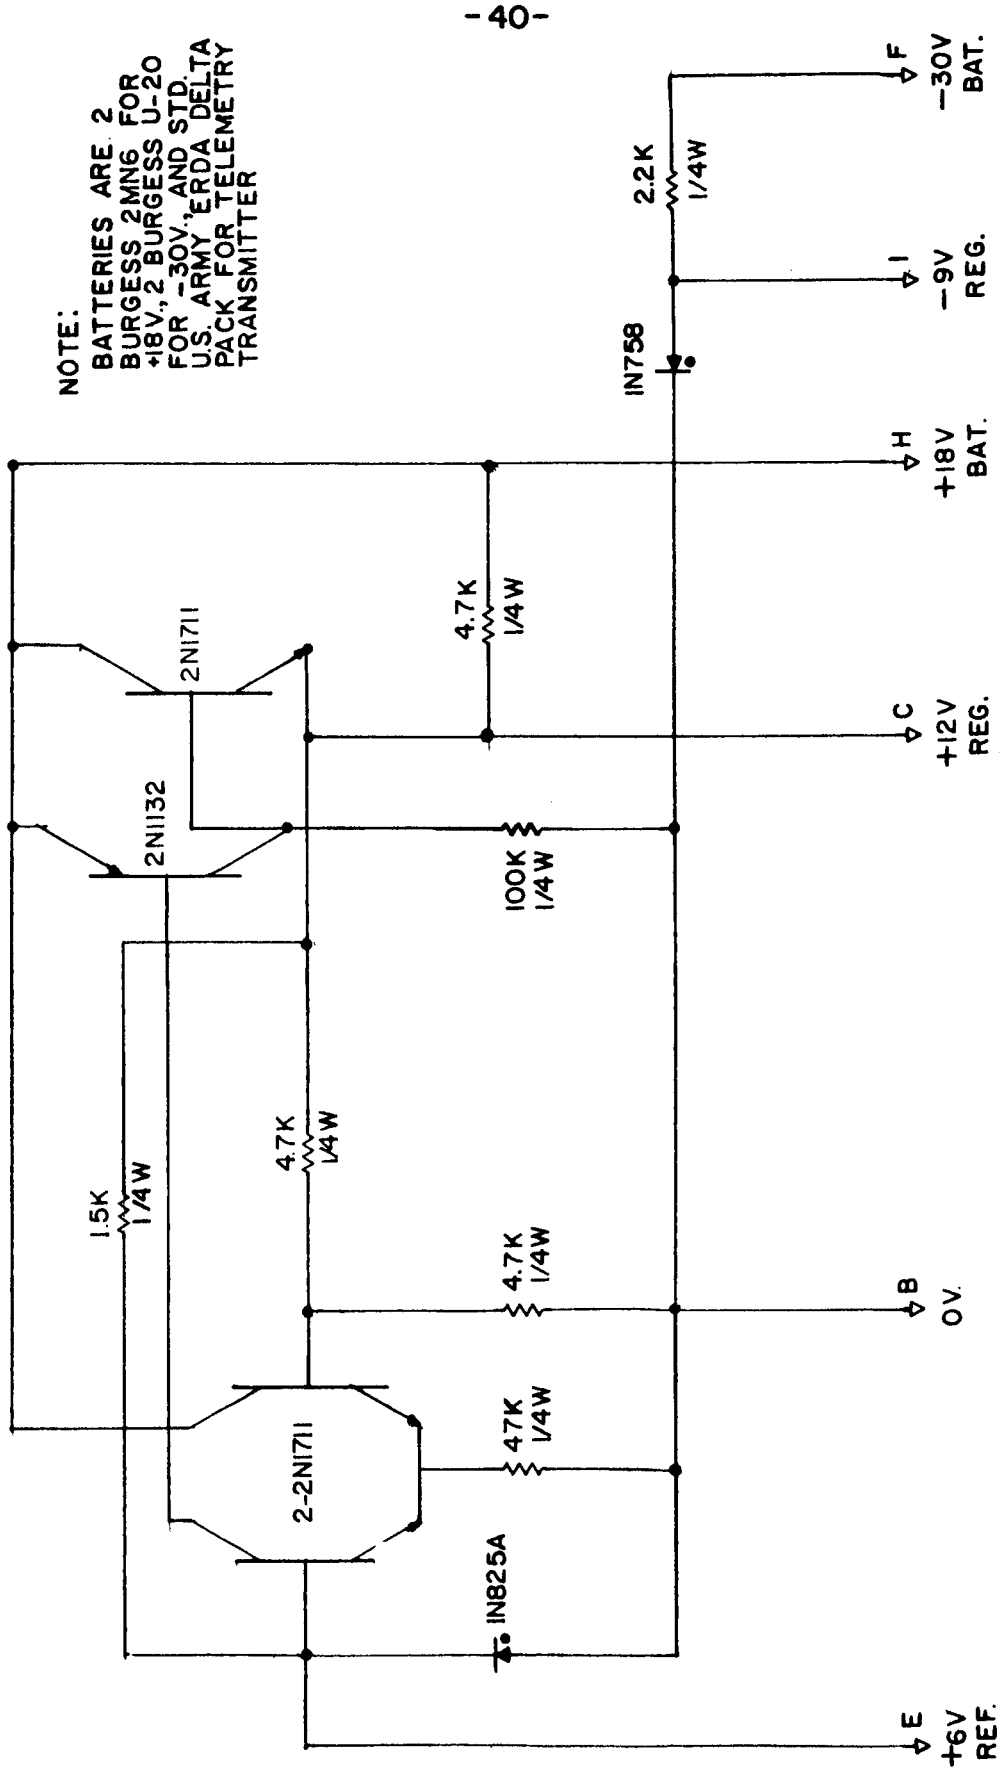 -40-
NOTE:
BATTERIES ARE 2
BURGESS 2MN6 FOR
+18V., 2 BURGESS U-20
FOR -30V., AND STD.
U.S. ARMY ERDA DELTA
PACK FOR TELEMETRY
TRANSMITTER
1.5K
1/4W
2N1132
2N1711
2-2N1711
4.7K
1/4W
1N825A
47K
1/4W
4.7K
1/4W
100K
1/4W
4.7K
1/4W
1N758
2.2K
1/4W
E
+6V
REF.
B
0V.
C
+12V
REG.
H
+18V
BAT.
I
-9V
REG.
F
-30V
BAT.